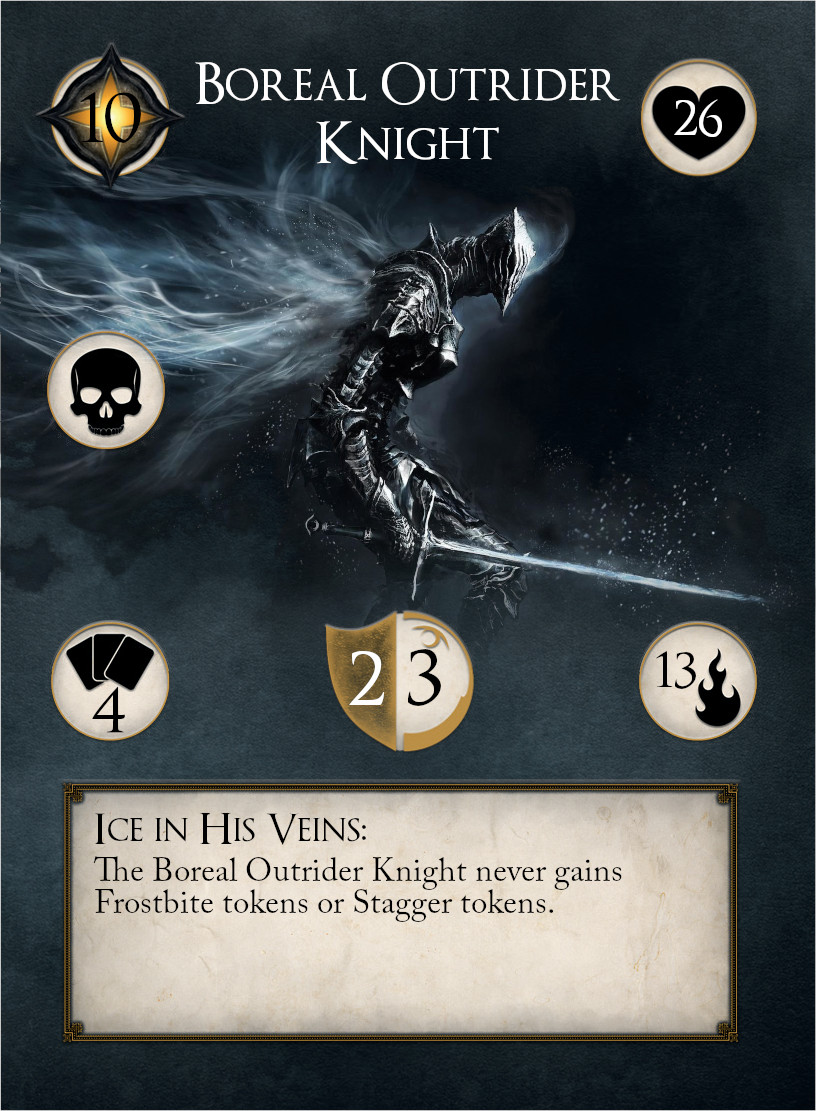 10
Boreal Outrider
Knight
26
4
2 3
13
Ice in His Veins:
The Boreal Outrider Knight never gains
Frostbite tokens or Stagger tokens.